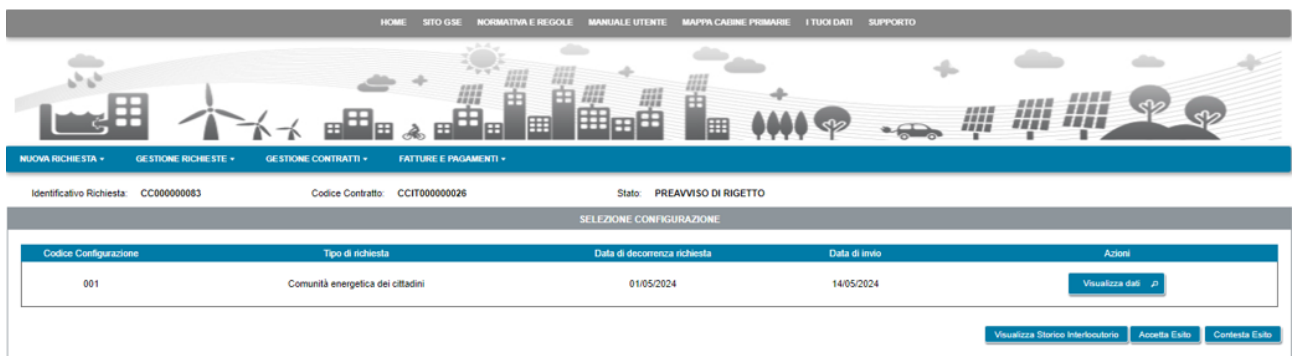 HOME SITO GSE NORMATIVA E REGOLE MANUALE UTENTE MAPPA CABINE PRIMARIE I TUOI DATI SUPPORTO
NUOVA RICHIESTA GESTIONE RICHIESTE GESTIONE CONTRATTI FATTURE E PAGAMENTI
Identificativo Richiesta: CC000000083 Codice Contratto: CCIT000000026 Stato: PREAVVISO DI RIGETTO
SELEZIONE CONFIGURAZIONE
Codice Configurazione Tipo di richiesta Data di decorrenza richiesta Data di invio Azioni
001 Comunità energetica dei cittadini 01/05/2024 14/05/2024 Visualizza dati
Visualizza Storico Interlocutorio Accetta Esito Contesta Esito